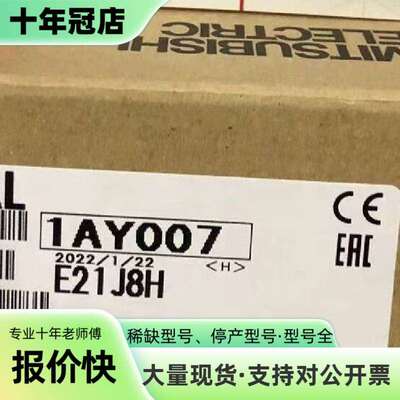 十年冠店
MITSUBISHI
ELECTRIC
AL
1AY007
2022/1/22
<H>
E21J8H
CE
EAC
专业十年老师傅
报价快
稀缺型号、停产型号·型号全
大量现货·支持对公开票